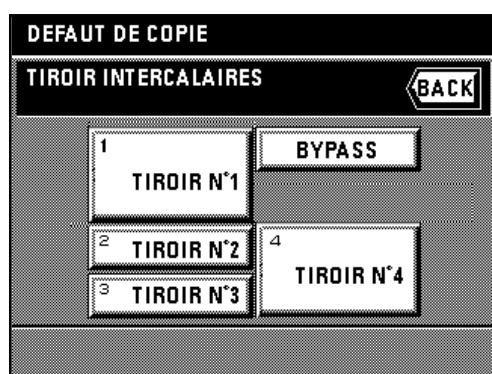 DEFAUT DE COPIE
TIROIR INTERCALAIRES
BACK
1
TIROIR N°1
BYPASS
2 TIROIR N°2
3 TIROIR N°3
4
TIROIR N°4